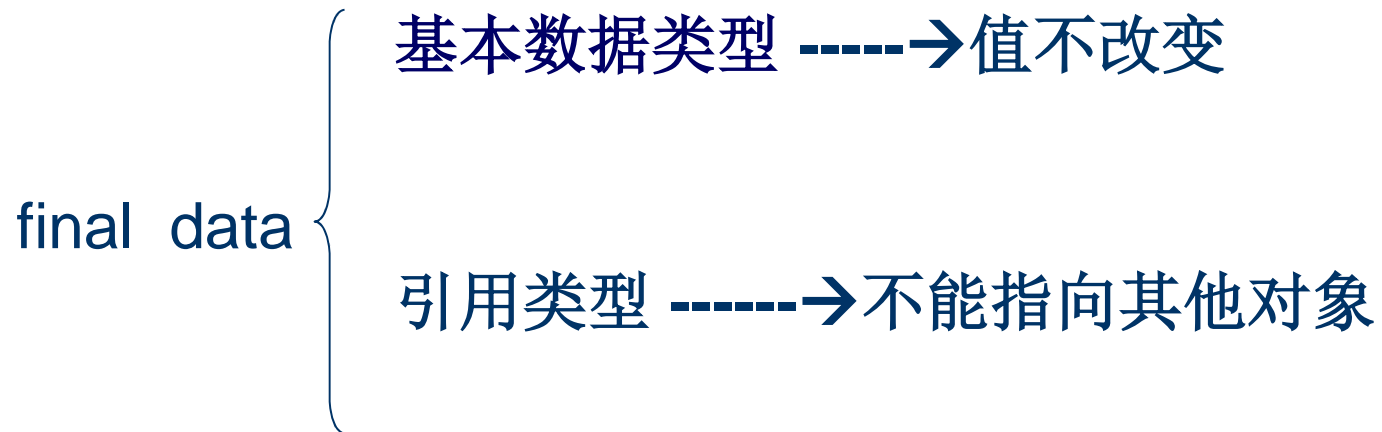 基本数据类型 -----→值不改变
final data
引用类型 ------→不能指向其他对象